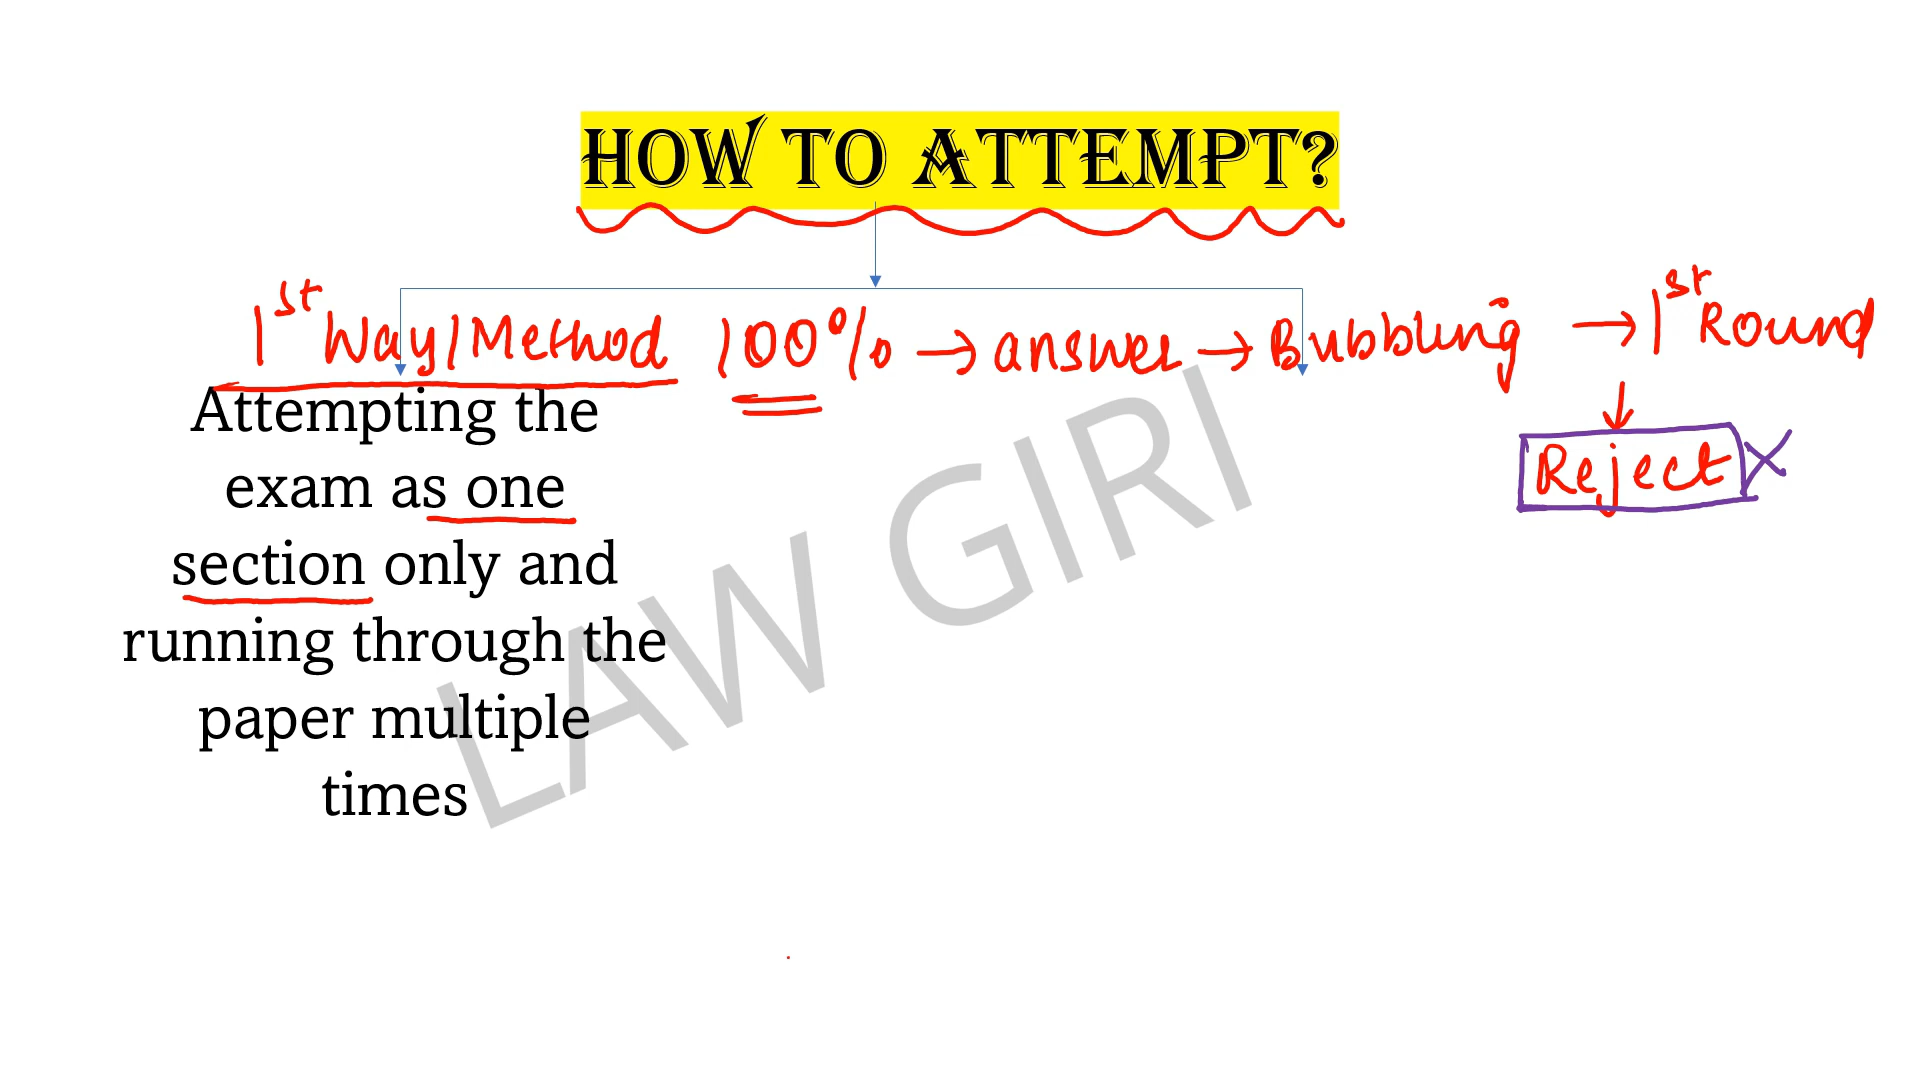 HOW TO ATTEMPT?
1st Way/Method 100% → answer → Bubbling → 1st Round
Reject X
Attempting the
exam as one
section only and
running through the
paper multiple
times
LAW GIRI